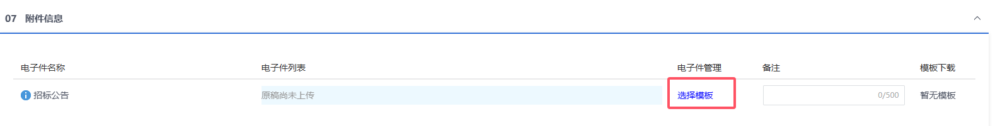 07 附件信息
电子件名称 电子件列表 电子件管理 备注 模板下载
招标公告 原稿尚未上传 选择模板 0/500 暂无模板